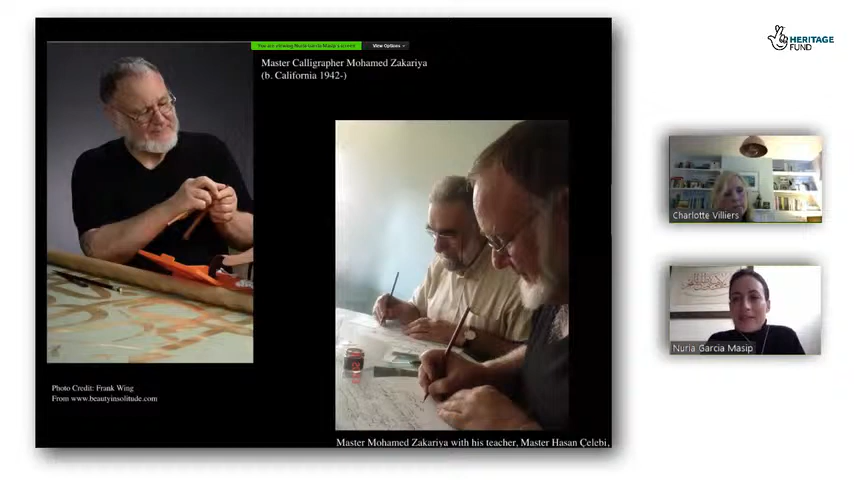 You are viewing Nuria Garcia Masip's screen
View Options
Master Calligrapher Mohamed Zakariya
(b. California 1942-)
Photo Credit: Frank Wing
From www.beautyinsolitude.com
Master Mohamed Zakariya with his teacher, Master Hasan Çelebi,
HERITAGE
FUND
Charlotte Villiers
Nuria Garcia Masip